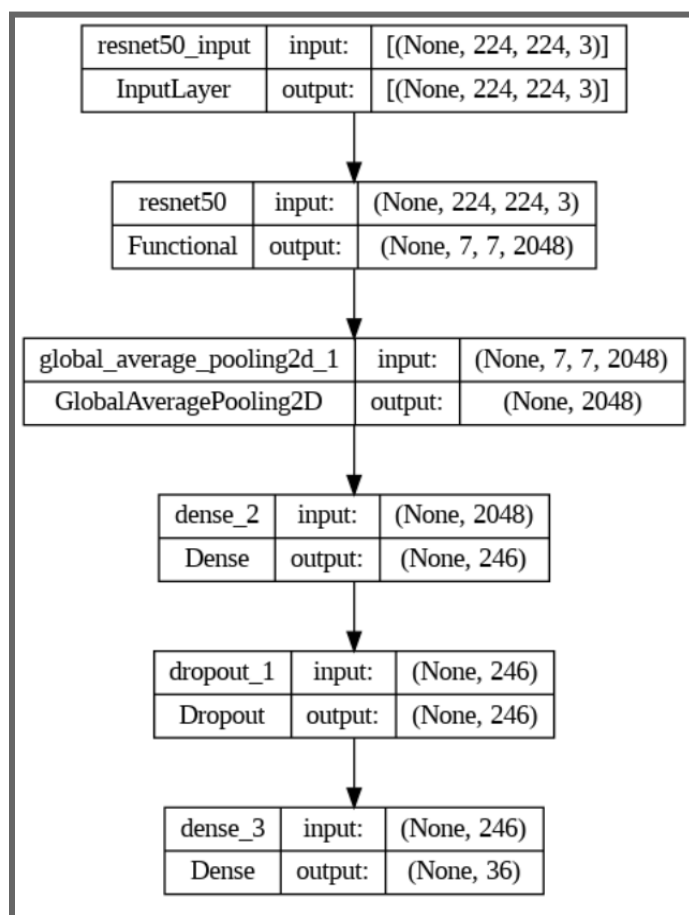 resnet50_input input: [(None, 224, 224, 3)]
InputLayer output: [(None, 224, 224, 3)]
resnet50 input: (None, 224, 224, 3)
Functional output: (None, 7, 7, 2048)
global_average_pooling2d_1 input: (None, 7, 7, 2048)
GlobalAveragePooling2D output: (None, 2048)
dense_2 input: (None, 2048)
Dense output: (None, 246)
dropout_1 input: (None, 246)
Dropout output: (None, 246)
dense_3 input: (None, 246)
Dense output: (None, 36)